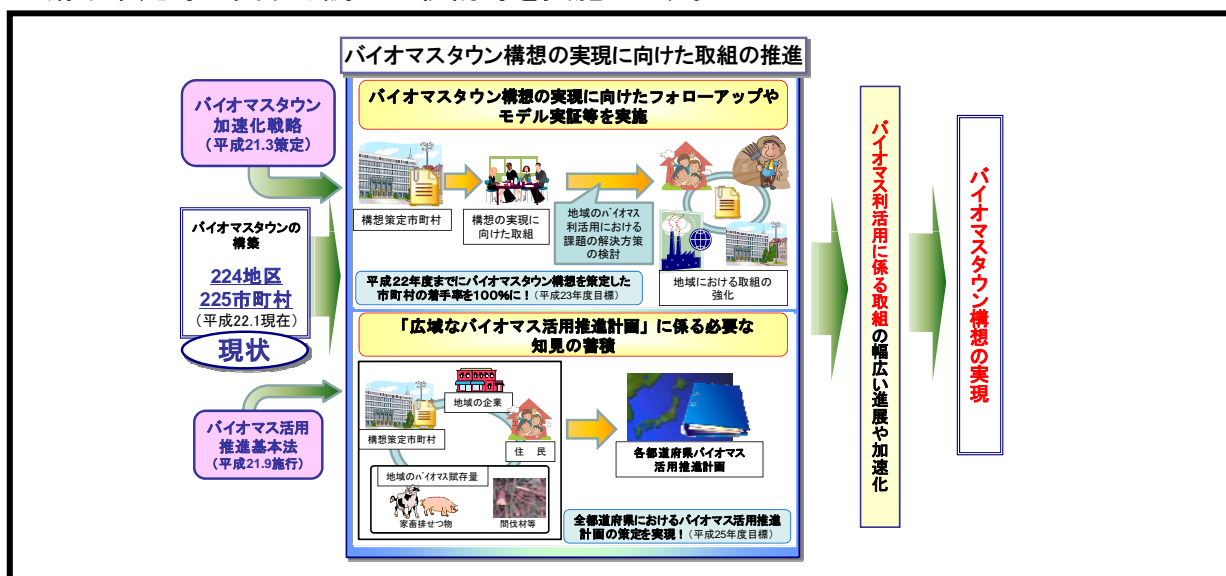 バイオマスタウン構想の実現に向けた取組の推進
バイオマスタウン
加速化戦略
(平成21.3策定)
バイオマスタウンの
構築
224地区
225市町村
(平成22.1現在)
現状
バイオマス活用
推進基本法
(平成21.9施行)
バイオマスタウン構想の実現に向けたフォローアップや
モデル実証等を実施
構想策定市町村
構想の実現に
向けた取組
地域のバイオマス
利活用における
課題の解決方策
の検討
地域における取組の
強化
平成22年度までにバイオマスタウン構想を策定した
市町村の着手率を100%に!(平成23年度目標)
「広域なバイオマス活用推進計画」に係る必要な
知見の蓄積
地域の企業
構想策定市町村
住 民
地域のバイオマス賦存量
家畜排せつ物
間伐材等
各都道府県バイオマス
活用推進計画
全都道府県におけるバイオマス活用推進
計画の策定を実現!(平成25年度目標)
バイオマス利活用に係る取組の幅広い進展や加速化
バイオマスタウン構想の実現